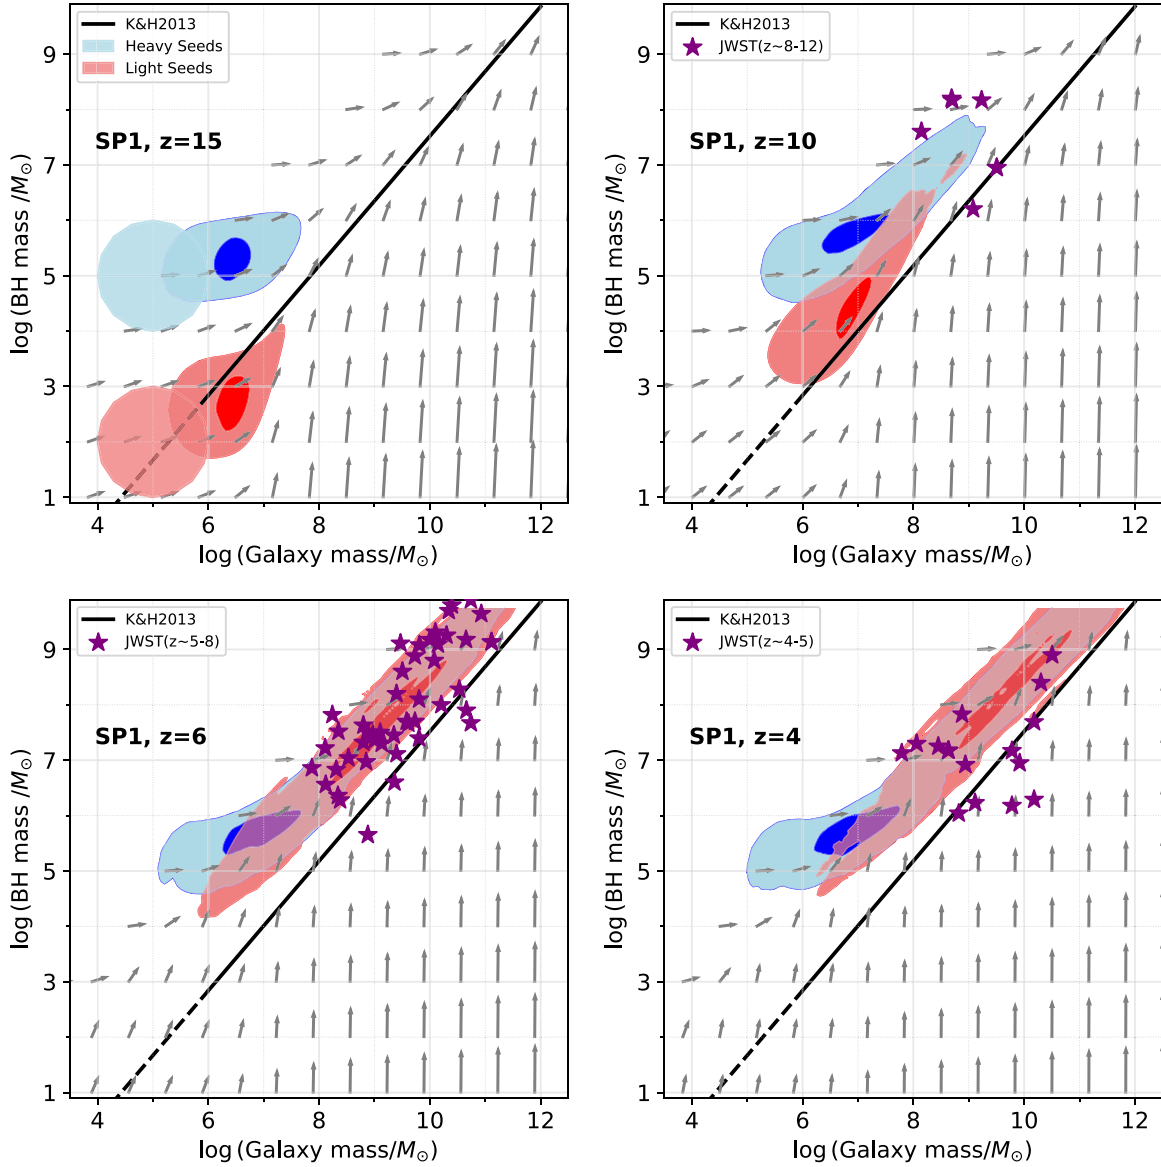 K&H2013
Heavy Seeds
Light Seeds
SP1, z=15
log (BH mass /M⊙)
9
7
5
3
1
4 6 8 10 12
log (Galaxy mass/M⊙)
K&H2013
JWST(z~8-12)
SP1, z=10
log (BH mass /M⊙)
9
7
5
3
1
4 6 8 10 12
log (Galaxy mass/M⊙)
K&H2013
JWST(z~5-8)
SP1, z=6
log (BH mass /M⊙)
9
7
5
3
1
4 6 8 10 12
log (Galaxy mass/M⊙)
K&H2013
JWST(z~4-5)
SP1, z=4
log (BH mass /M⊙)
9
7
5
3
1
4 6 8 10 12
log (Galaxy mass/M⊙)